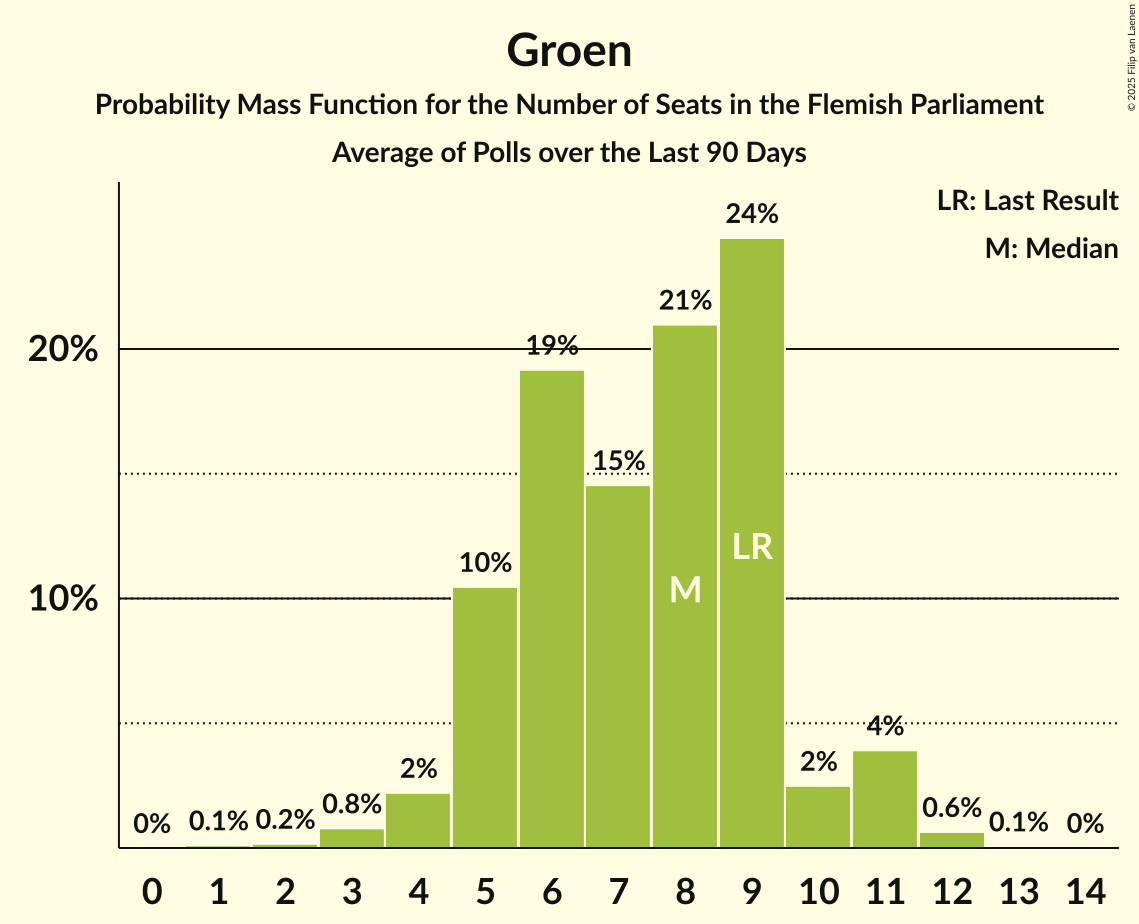 Groen
Probability Mass Function for the Number of Seats in the Flemish Parliament
Average of Polls over the Last 90 Days
© 2025 Filip van Laenen
LR: Last Result
M: Median
24%
21%
20%
19%
15%
LR
M
10%
10%
4%
2%
2%
0.8%
0.6%
0% 0.1% 0.2% 0.1% 0%
0 1 2 3 4 5 6 7 8 9 10 11 12 13 14